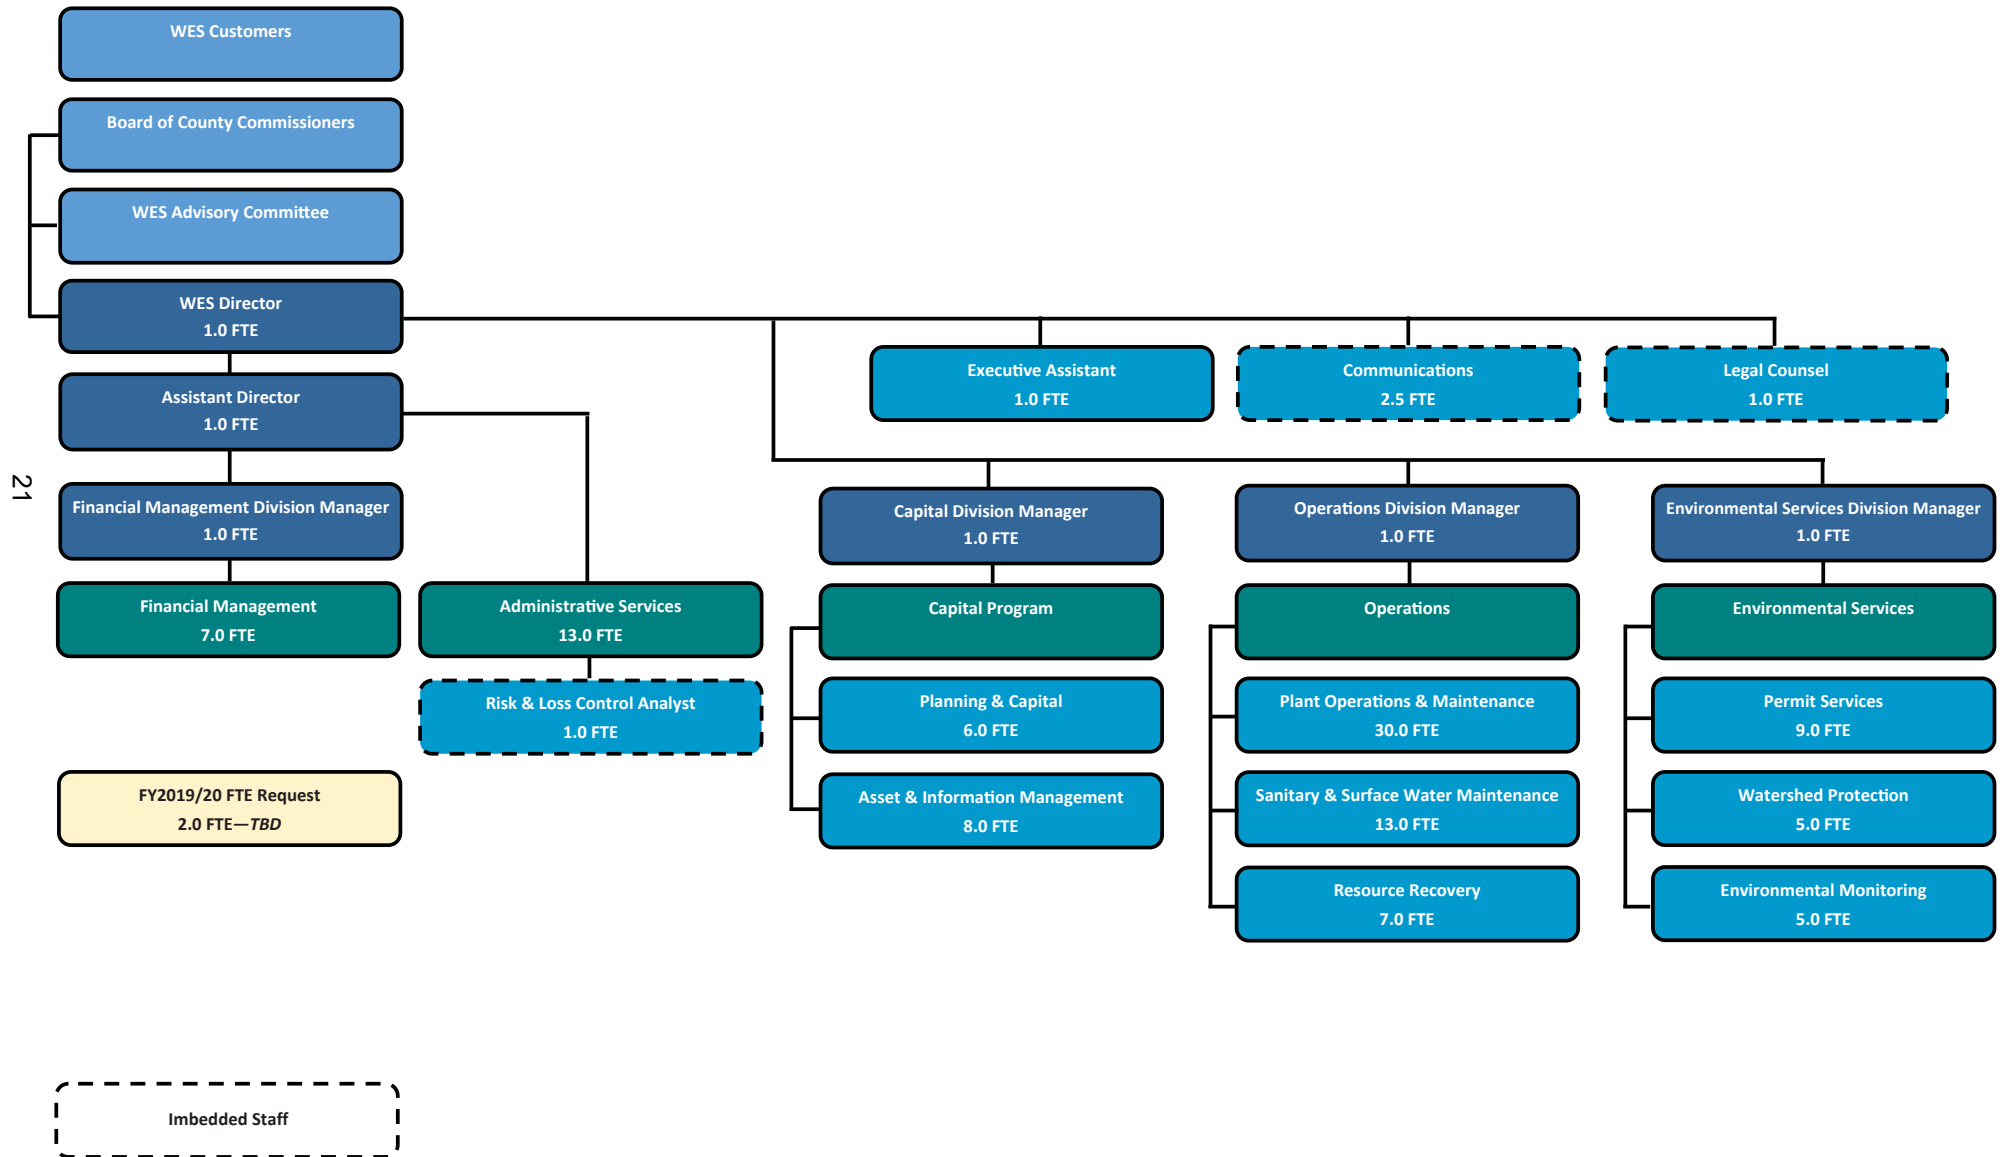 WES Customers
Board of County Commissioners
WES Advisory Committee
WES Director
1.0 FTE
Executive Assistant
1.0 FTE
Communications
2.5 FTE
Legal Counsel
1.0 FTE
Assistant Director
1.0 FTE
21
Financial Management Division Manager
1.0 FTE
Capital Division Manager
1.0 FTE
Operations Division Manager
1.0 FTE
Environmental Services Division Manager
1.0 FTE
Financial Management
7.0 FTE
Administrative Services
13.0 FTE
Capital Program
Operations
Environmental Services
Risk & Loss Control Analyst
1.0 FTE
Planning & Capital
6.0 FTE
Plant Operations & Maintenance
30.0 FTE
Permit Services
9.0 FTE
FY2019/20 FTE Request
2.0 FTE—TBD
Asset & Information Management
8.0 FTE
Sanitary & Surface Water Maintenance
13.0 FTE
Watershed Protection
5.0 FTE
Resource Recovery
7.0 FTE
Environmental Monitoring
5.0 FTE
Imbedded Staff